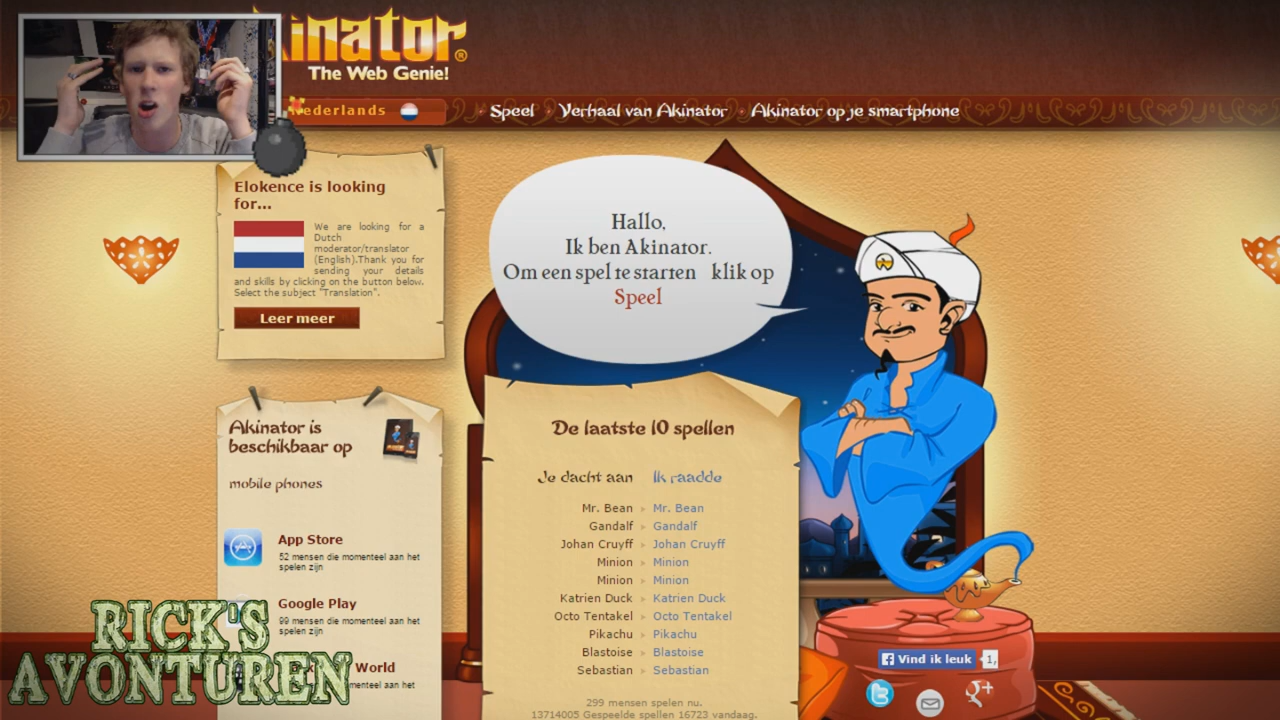 kinator®
The Web Genie!
Nederlands
Speel
Verhaal van Akinator
Akinator op je smartphone
Elokence is looking
for...
We are looking for a
Dutch
moderator/translator
(English).Thank you for
sending your details
and skills by clicking on the button below.
Select the subject "Translation".
Leer meer
Hallo,
Ik ben Akinator.
Om een spel te starten klik op
Speel
Akinator is
beschikbaar op
mobile phones
App Store
52 mensen die momenteel aan het
spelen zijn
Google Play
99 mensen die momenteel aan het
spelen zijn
World
momenteel aan het
De laatste 10 spellen
Je dacht aan Ik raadde
Mr. Bean Mr. Bean
Gandalf Gandalf
Johan Cruyff Johan Cruyff
Minion Minion
Minion Minion
Katrien Duck Katrien Duck
Octo Tentakel Octo Tentakel
Pikachu Pikachu
Blastoise Blastoise
Sebastian Sebastian
299 mensen spelen nu.
13714005 Gespeelde spellen 16723 vandaag.
Vind ik leuk 1,
g+
RICK'S
AVONTUREN